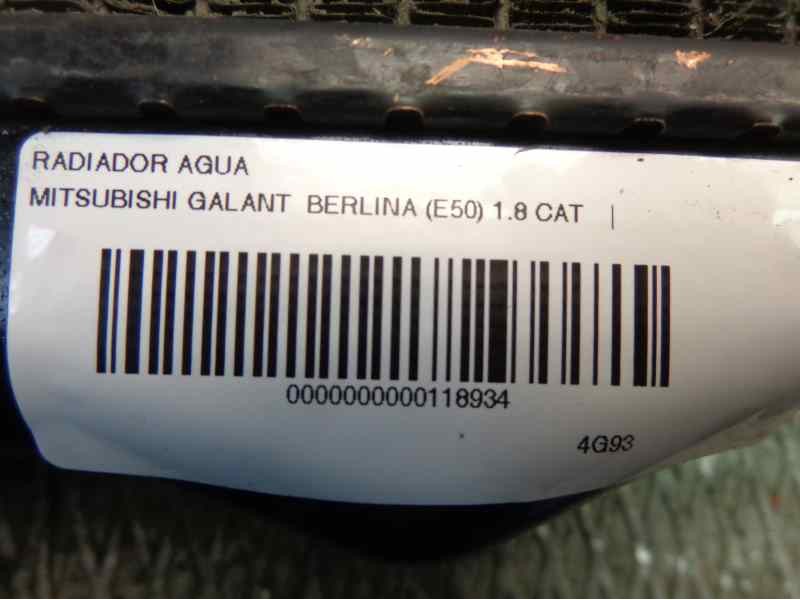 RADIADOR AGUA
MITSUBISHI GALANT BERLINA (E50) 1.8 CAT |
0000000000118934
4G93